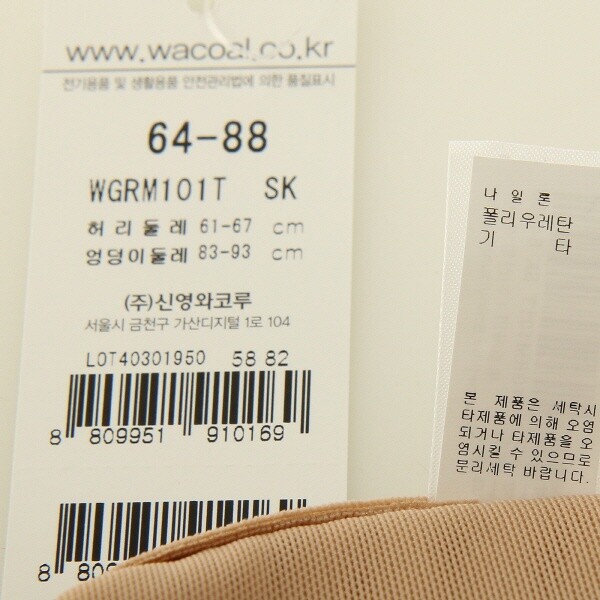 www.wacoal.co.kr
전기용품 및 생활용품 안전관리법에 의한 품질표시
64-88
WGRM101T SK
허리둘레 61-67 cm
엉덩이둘레 83-93 cm
(주)신영와코루
서울시 금천구 가산디지털 1로 104
LOT40301950 58 82
8 809951 910169
8
나일론
폴리우레탄
기 타
본 제품은 세탁시
타제품에 의해 오염
되거나 타제품을 오
염시킬 수 있으므로
분리세탁 바랍니다.